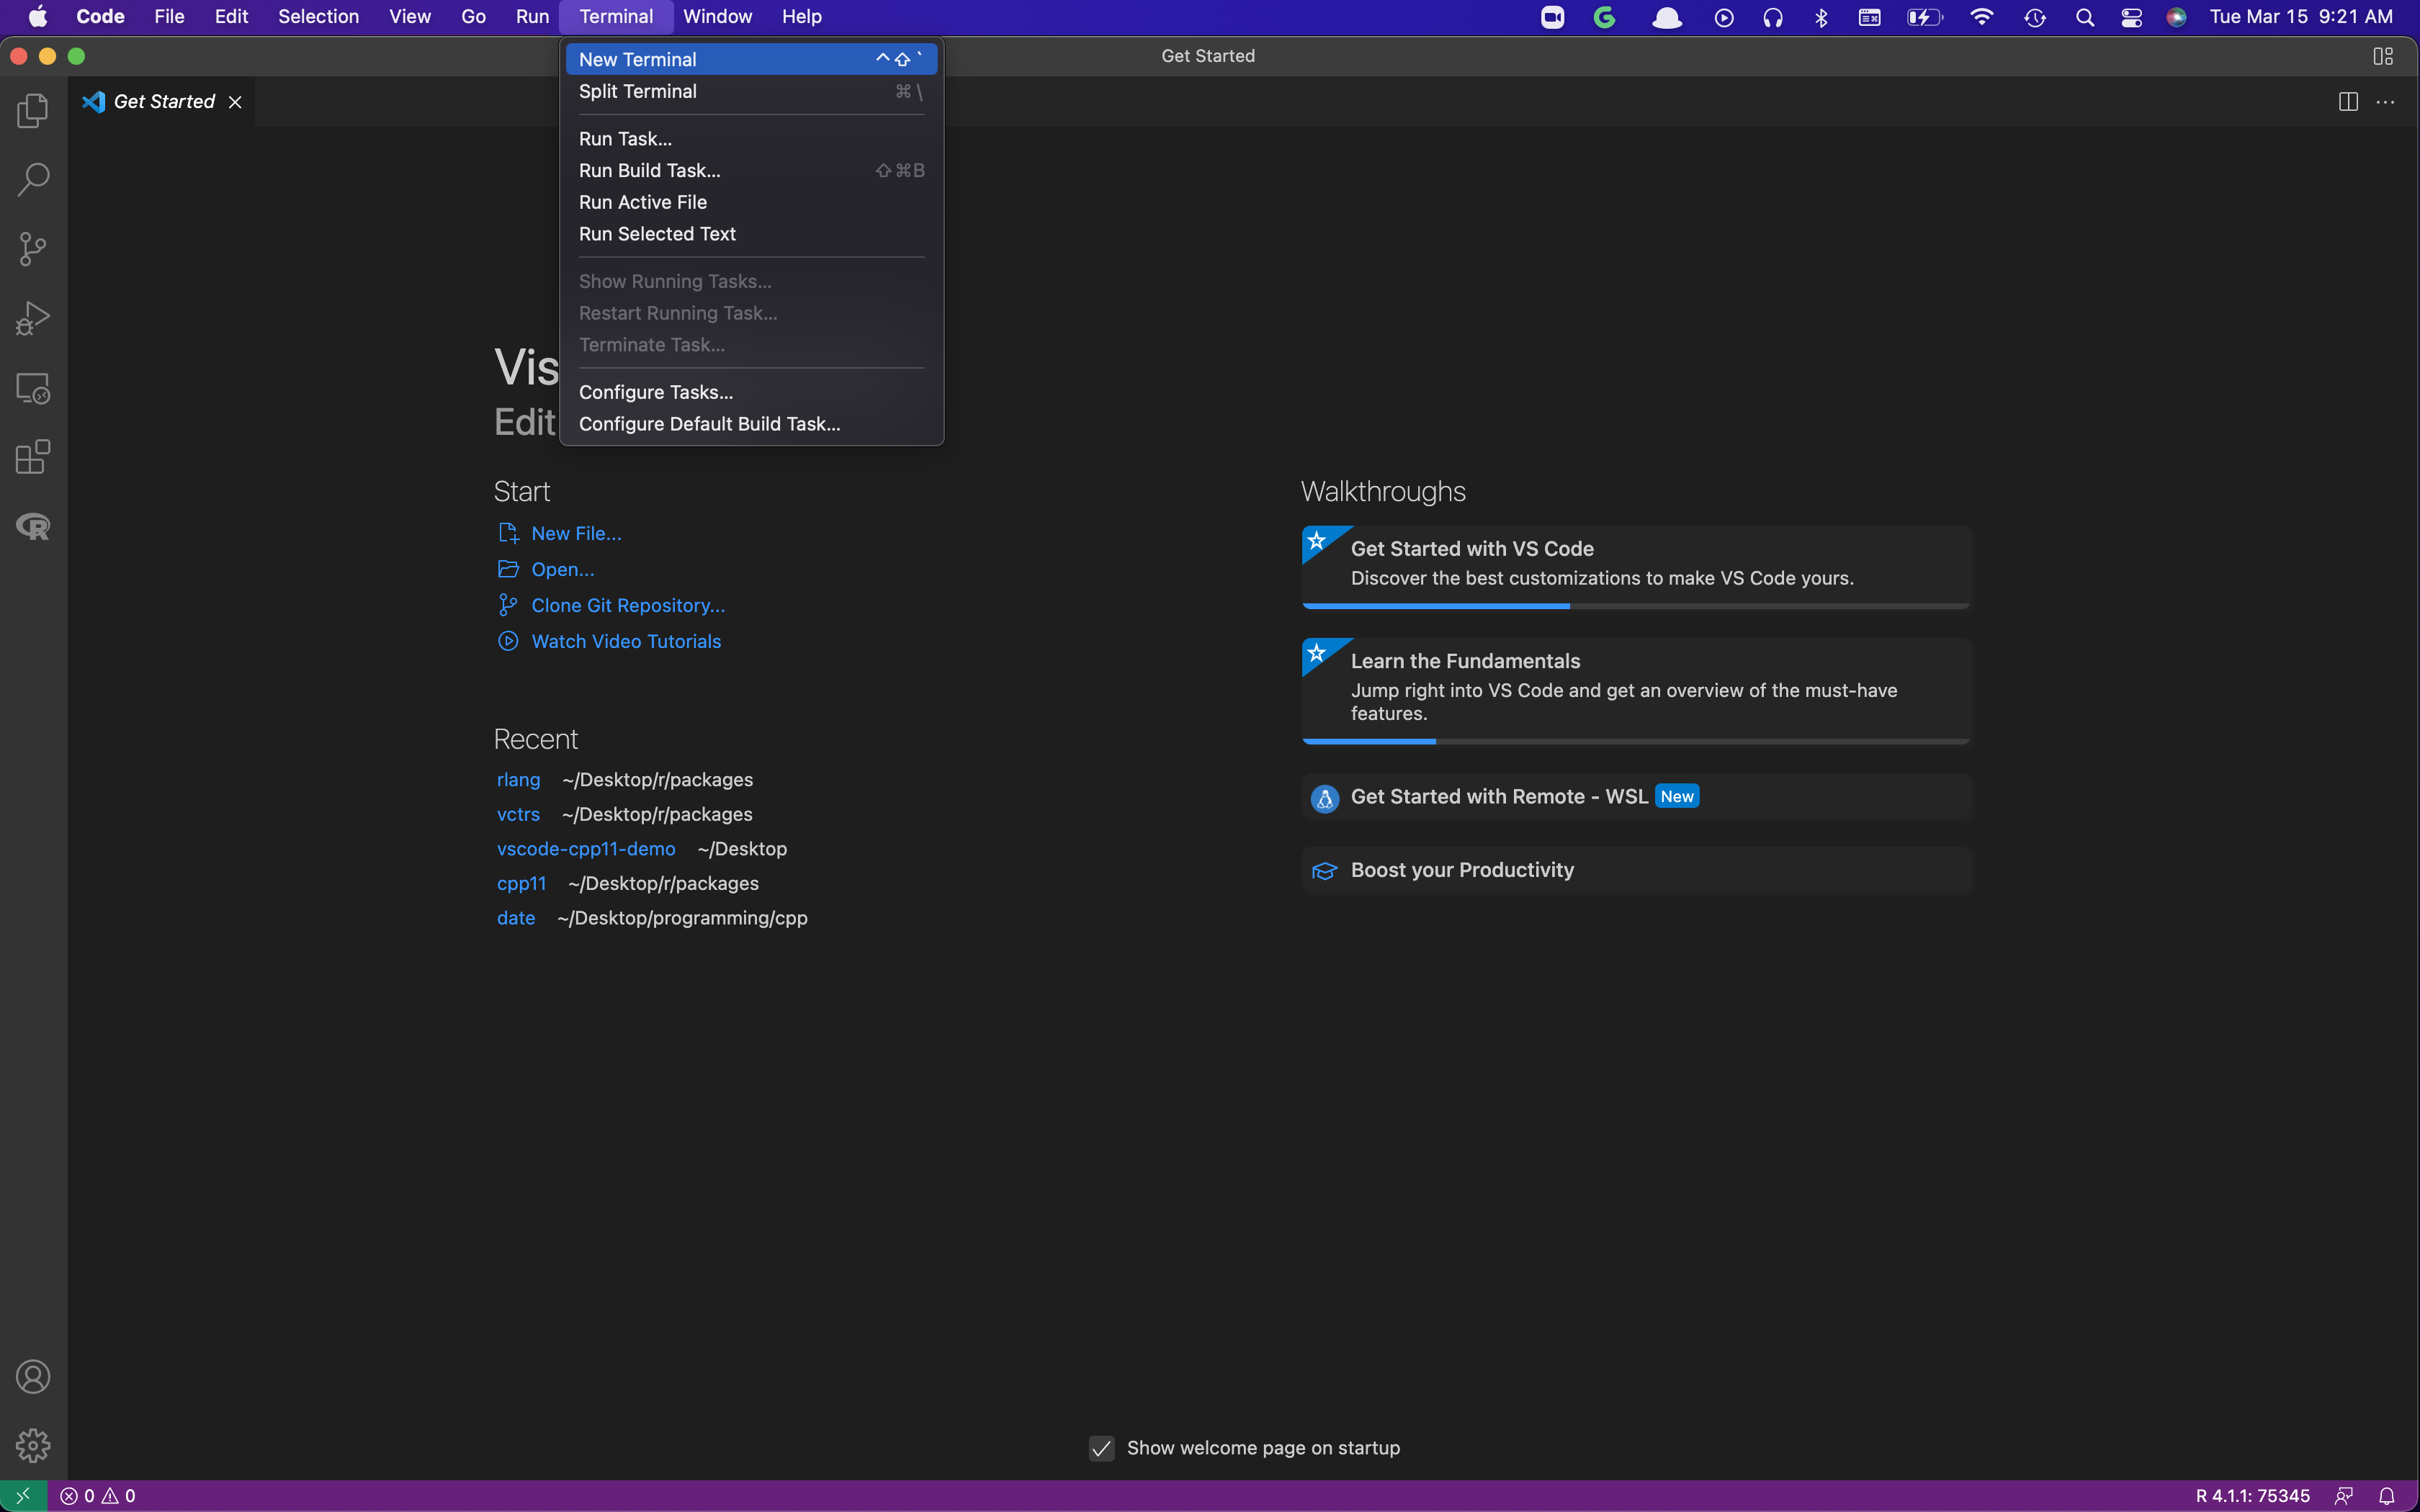 Code File Edit Selection View Go Run Terminal Window Help Tue Mar 15 9:21 AM
Get Started
Get Started
New Terminal ^⇧`
Split Terminal ⌘\
Run Task...
Run Build Task... ⇧⌘B
Run Active File
Run Selected Text
Show Running Tasks...
Restart Running Task...
Terminate Task...
Configure Tasks...
Configure Default Build Task...
Vis
Edit
Start
New File...
Open...
Clone Git Repository...
Watch Video Tutorials
Recent
rlang ~/Desktop/r/packages
vctrs ~/Desktop/r/packages
vscode-cpp11-demo ~/Desktop
cpp11 ~/Desktop/r/packages
date ~/Desktop/programming/cpp
Walkthroughs
Get Started with VS Code
Discover the best customizations to make VS Code yours.
Learn the Fundamentals
Jump right into VS Code and get an overview of the must-have
features.
Get Started with Remote - WSL New
Boost your Productivity
Show welcome page on startup
0 0 R 4.1.1: 75345